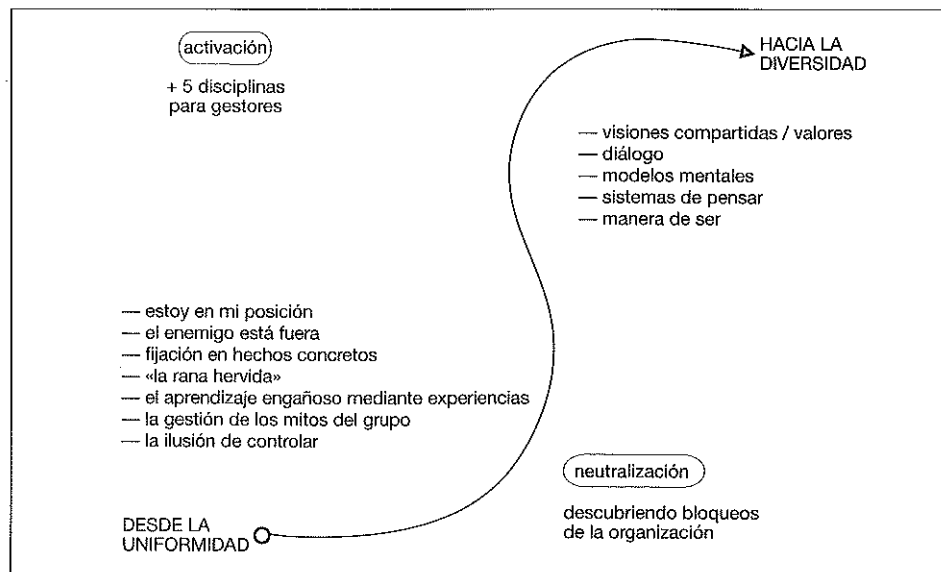 activación
+ 5 disciplinas
para gestores
HACIA LA
DIVERSIDAD
— visiones compartidas / valores
— diálogo
— modelos mentales
— sistemas de pensar
— manera de ser
— estoy en mi posición
— el enemigo está fuera
— fijación en hechos concretos
— «la rana hervida»
— el aprendizaje engañoso mediante experiencias
— la gestión de los mitos del grupo
— la ilusión de controlar
neutralización
descubriendo bloqueos
de la organización
DESDE LA
UNIFORMIDAD